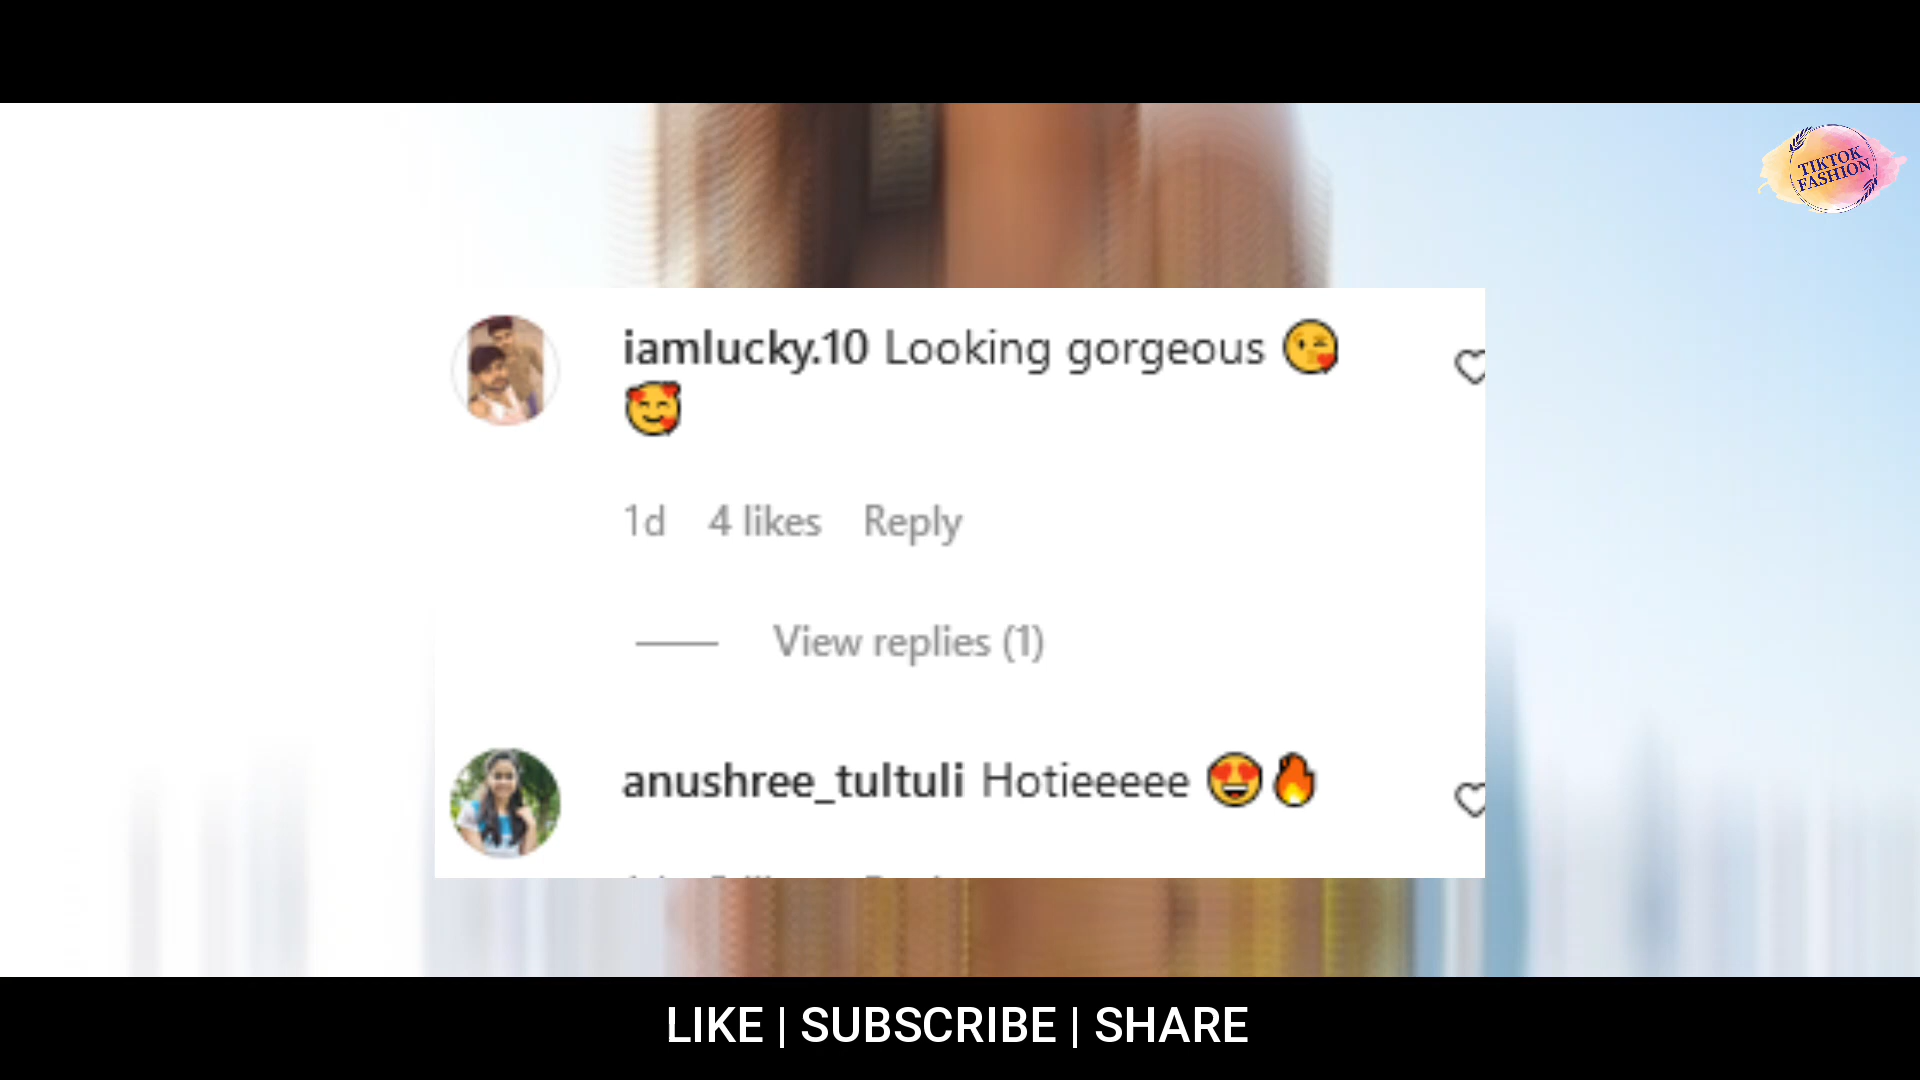 TIKTOK
FASHION
iamlucky.10 Looking gorgeous 😘
🥰
1d 4 likes Reply
View replies (1)
anushree_tultuli Hotieeeee 😍🔥
LIKE | SUBSCRIBE | SHARE